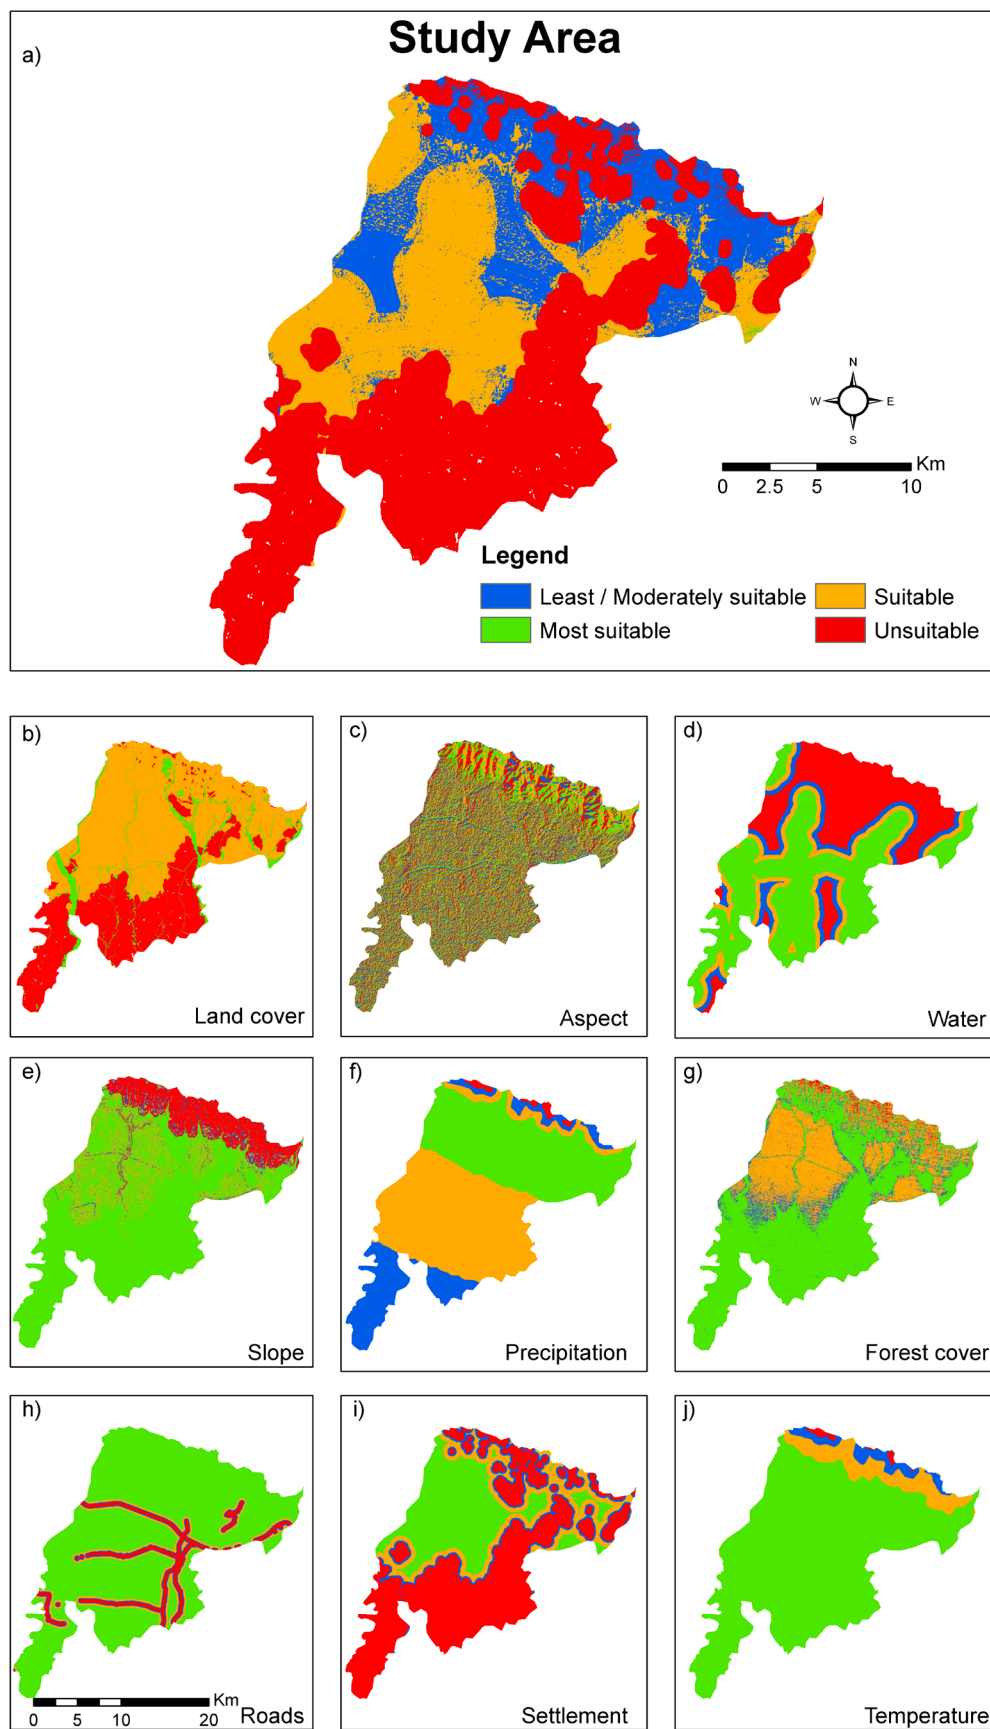 Study Area
a)
N
W E
S
Km
0 2.5 5 10
Legend
Least / Moderately suitable
Suitable
Most suitable
Unsuitable
b)
Land cover
c)
Aspect
d)
Water
e)
Slope
f)
Precipitation
g)
Forest cover
h)
Km
0 5 10 20
Roads
i)
Settlement
j)
Temperature